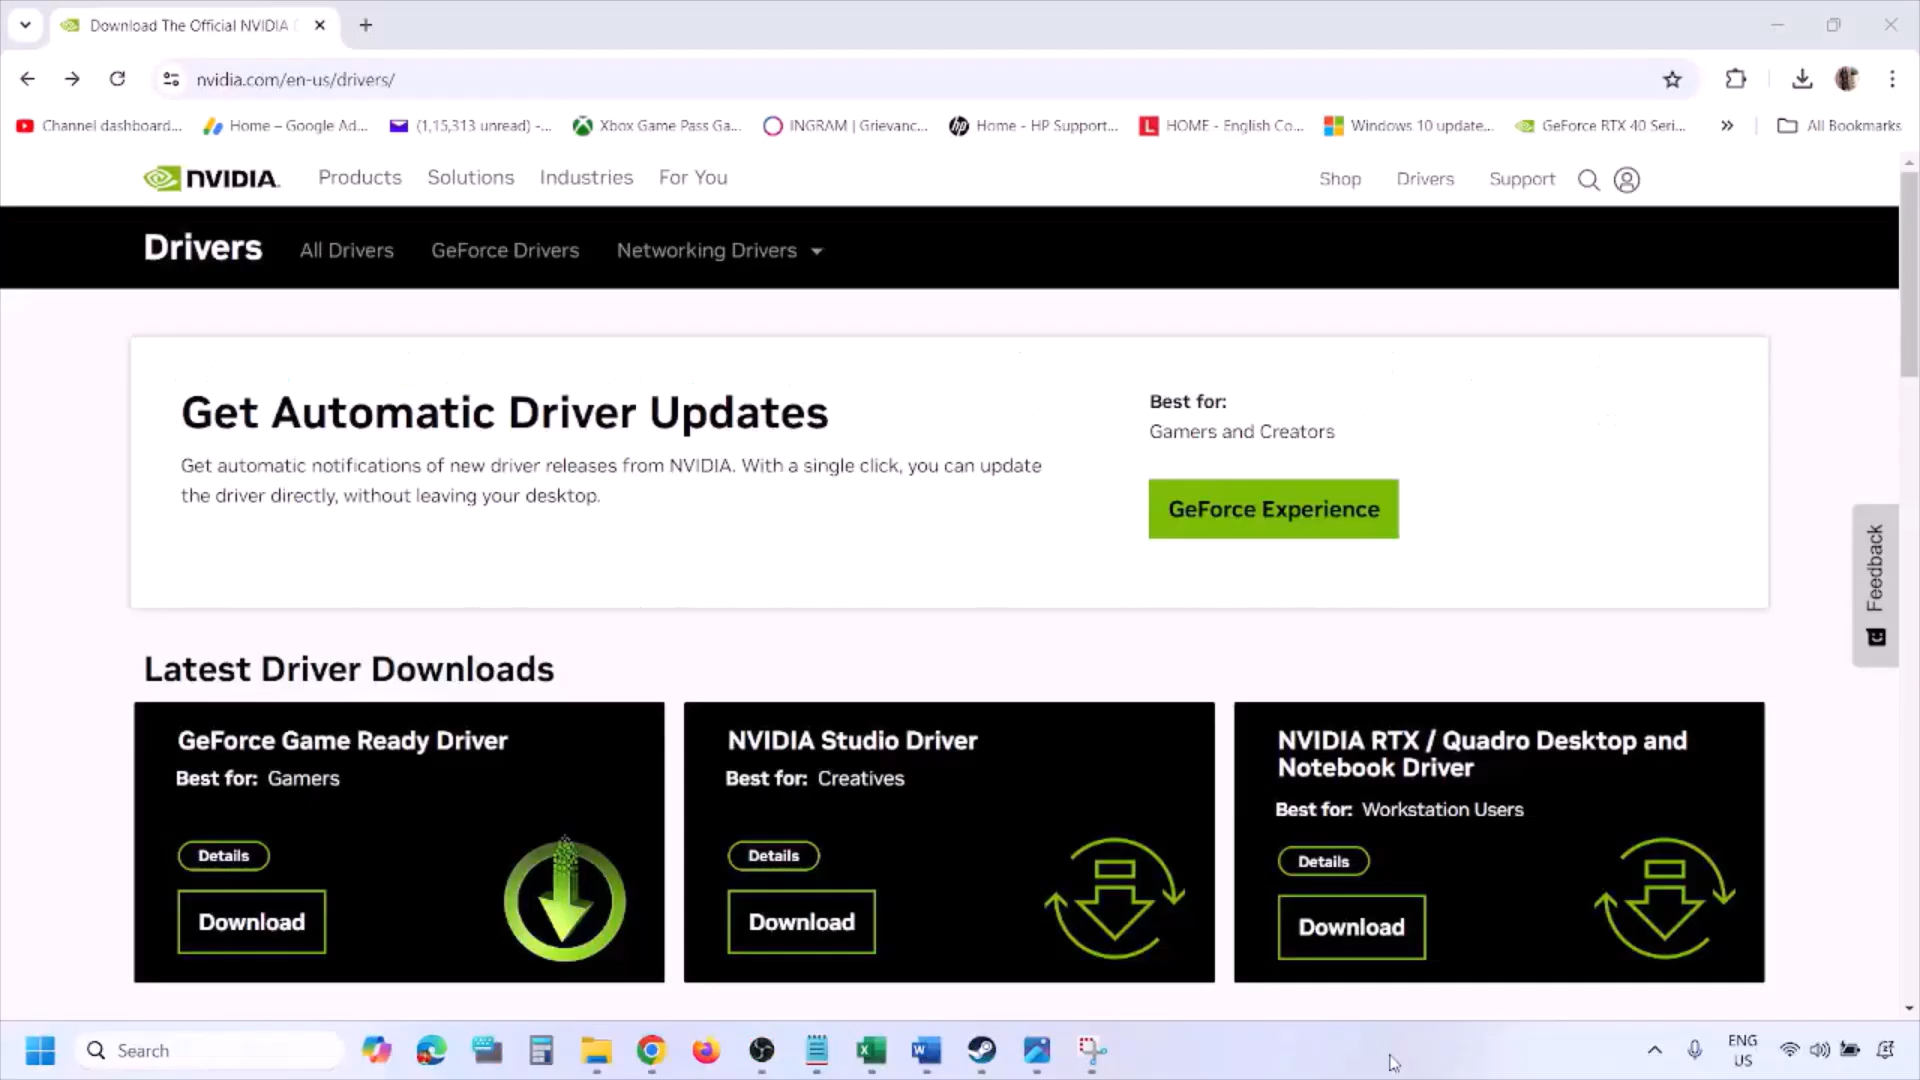 Download The Official NVIDIA
nvidia.com/en-us/drivers/
Channel dashboard...
Home – Google Ad...
(1,15,313 unread) -...
Xbox Game Pass Ga...
INGRAM | Grievanc...
Home - HP Support...
HOME - English Co...
Windows 10 update...
GeForce RTX 40 Seri...
All Bookmarks
NVIDIA.
Products
Solutions
Industries
For You
Shop
Drivers
Support
Drivers
All Drivers
GeForce Drivers
Networking Drivers
Get Automatic Driver Updates
Get automatic notifications of new driver releases from NVIDIA. With a single click, you can update
the driver directly, without leaving your desktop.
Best for:
Gamers and Creators
GeForce Experience
Feedback
Latest Driver Downloads
GeForce Game Ready Driver
Best for: Gamers
Details
Download
NVIDIA Studio Driver
Best for: Creatives
Details
Download
NVIDIA RTX / Quadro Desktop and
Notebook Driver
Best for: Workstation Users
Details
Download
Search
ENG
US